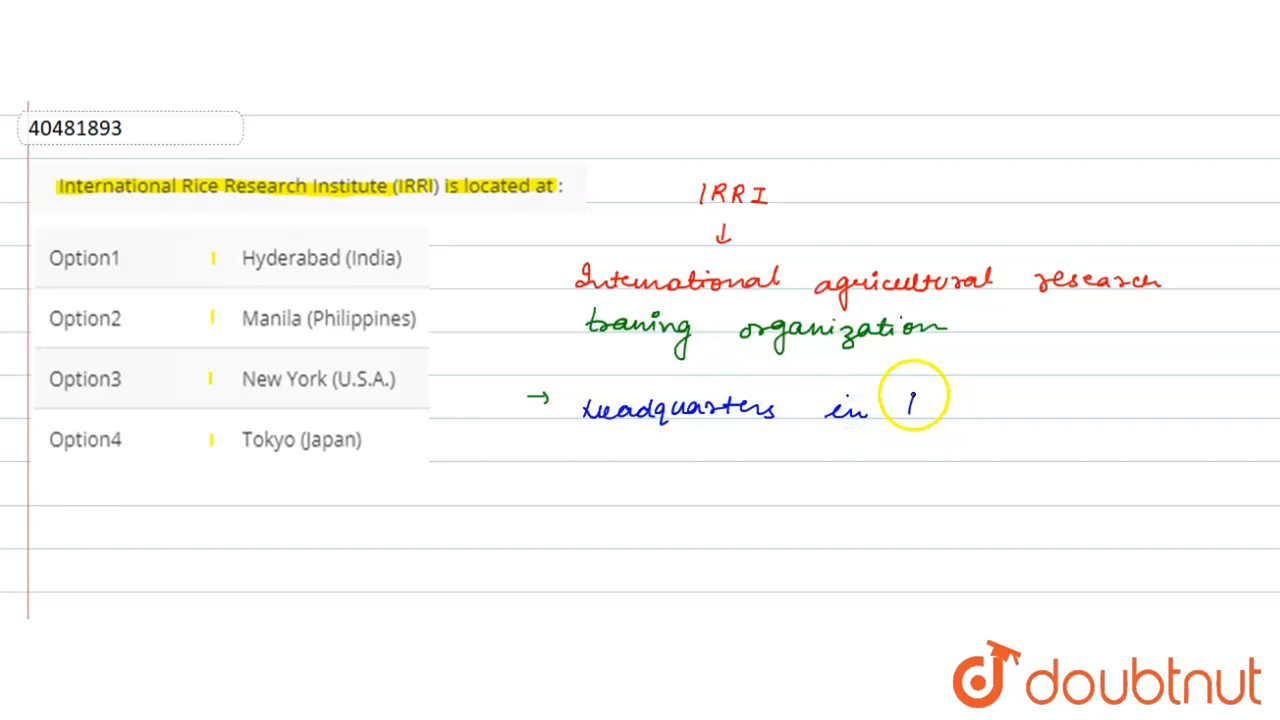 40481893
International Rice Research Institute (IRRI) is located at :
IRRI
↓
Option1 Hyderabad (India)
International agricultural research
Option2 Manila (Philippines)
traning organization
Option3 New York (U.S.A.)
→ Headquarters in
Option4 Tokyo (Japan)
doubtnut